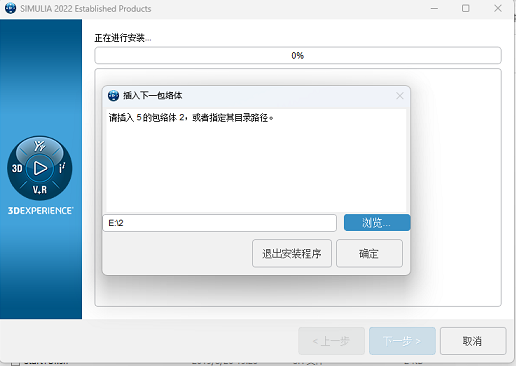 SIMULIA 2022 Established Products
正在进行安装...
0%
插入下一包络体
请插入 5 的包络体 2，或者指定其目录路径。
E:\2
浏览...
退出安装程序
确定
3D
V+R
3DEXPERIENCE
< 上一步
下一步 >
取消